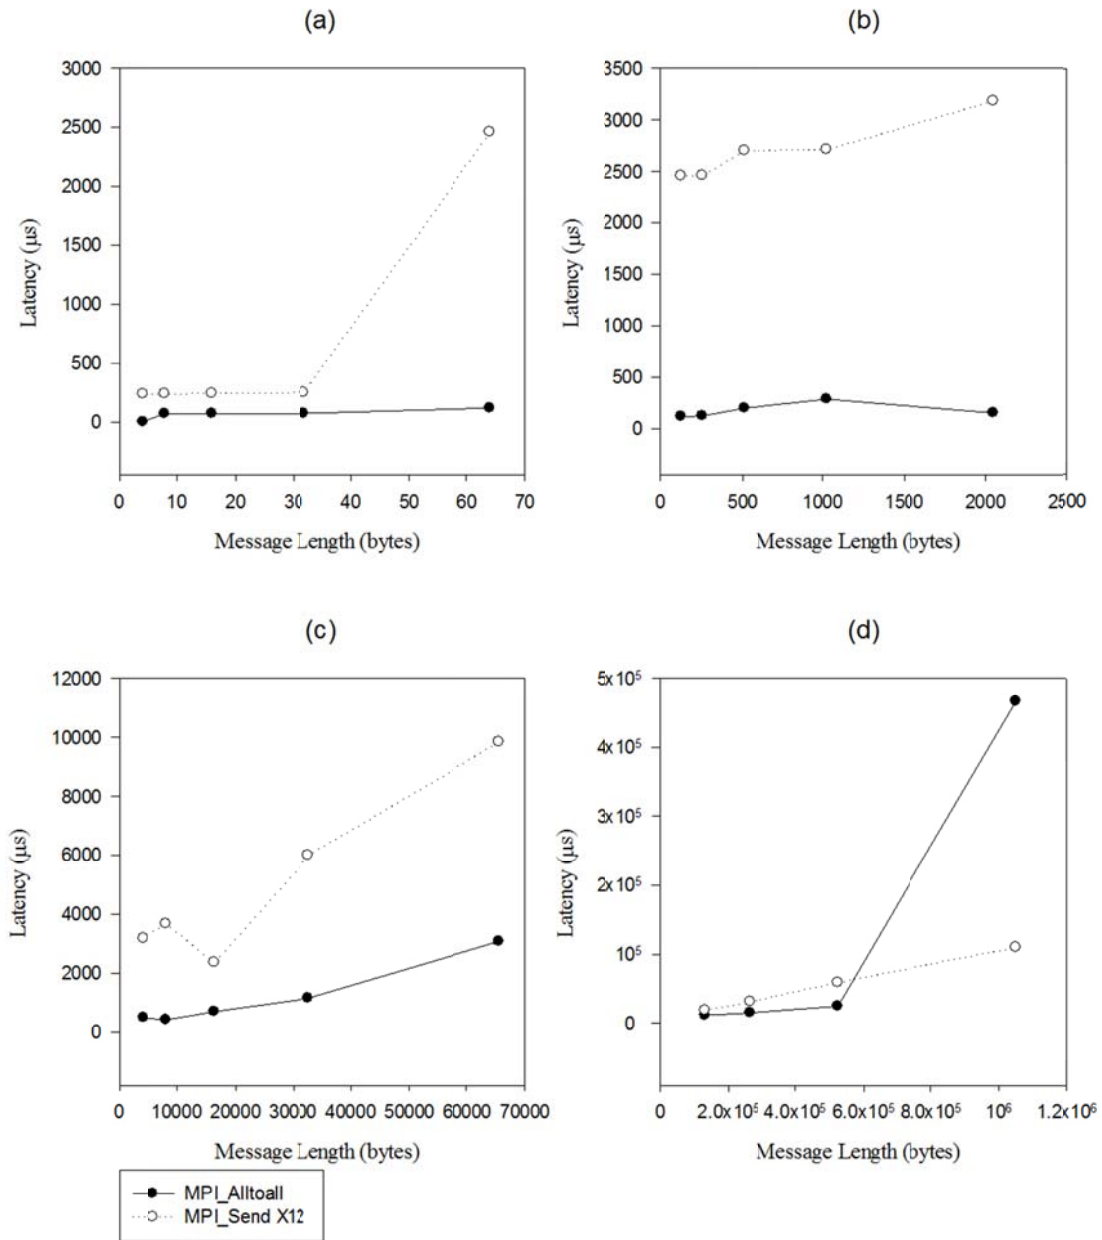 (a)
3000
2500
2000
1500
1000
500
0
Latency (μs)
0 10 20 30 40 50 60 70
Message Length (bytes)
(b)
3500
3000
2500
2000
1500
1000
500
0
Latency (μs)
0 500 1000 1500 2000 2500
Message Length (bytes)
(c)
12000
10000
8000
6000
4000
2000
0
Latency (μs)
0 10000 20000 30000 40000 50000 60000 70000
Message Length (bytes)
(d)
5x10⁵
4x10⁵
3x10⁵
2x10⁵
10⁵
0
Latency (μs)
0 2.0x10⁵ 4.0x10⁵ 6.0x10⁵ 8.0x10⁵ 10⁶ 1.2x10⁶
Message Length (bytes)
MPI_Alltoall
MPI_Send X12